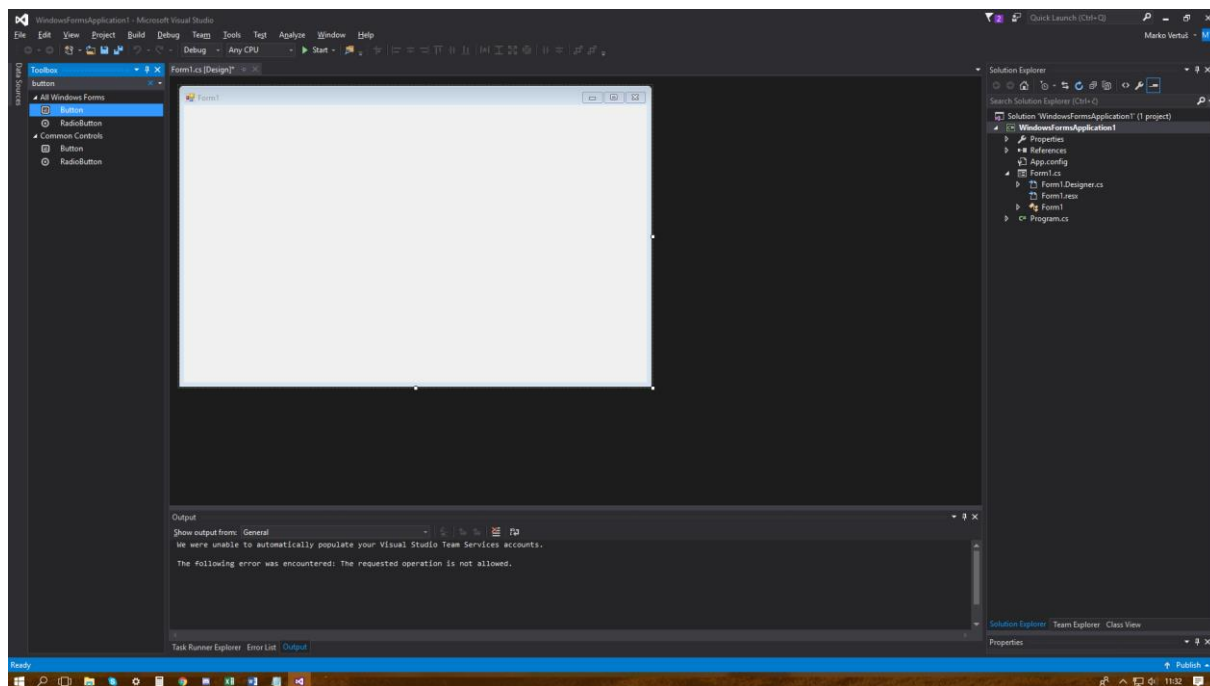 WindowsFormsApplication1 - Microsoft Visual Studio
2
Quick Launch (Ctrl+Q)
File Edit View Project Build Debug Team Tools Test Analyze Window Help
Marko Vertuš
Debug Any CPU Start
Data Sources
Toolbox
button
All Windows Forms
Button
RadioButton
Common Controls
Button
RadioButton
Form1.cs [Design]*
Form1
Solution Explorer
Search Solution Explorer (Ctrl+č)
Solution 'WindowsFormsApplication1' (1 project)
WindowsFormsApplication1
Properties
References
App.config
Form1.cs
Form1.Designer.cs
Form1.resx
Form1
Program.cs
Output
Show output from: General
We were unable to automatically populate your Visual Studio Team Services accounts.
The following error was encountered: The requested operation is not allowed.
Task Runner Explorer Error List Output
Solution Explorer Team Explorer Class View
Properties
Ready
Publish
11:32